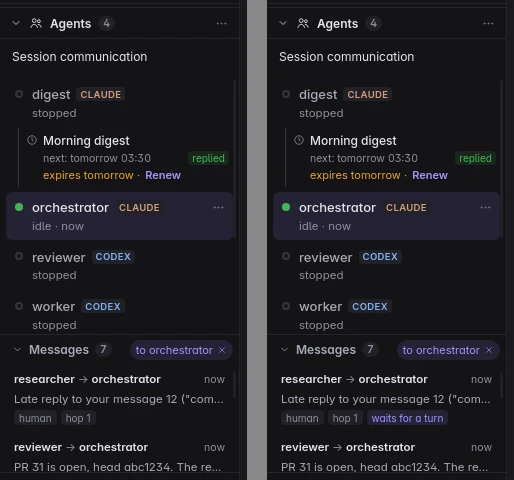 Agents 4 ...
Session communication
digest CLAUDE
stopped
Morning digest
next: tomorrow 03:30 replied
expires tomorrow · Renew
orchestrator CLAUDE ...
idle · now
reviewer CODEX
stopped
worker CODEX
stopped
Messages 7 to orchestrator ×
researcher → orchestrator now
Late reply to your message 12 ("com...
human hop 1
reviewer → orchestrator now
PR 31 is open, head abc1234. The re...
Agents 4 ...
Session communication
digest CLAUDE
stopped
Morning digest
next: tomorrow 03:30 replied
expires tomorrow · Renew
orchestrator CLAUDE ...
idle · now
reviewer CODEX
stopped
worker CODEX
stopped
Messages 7 to orchestrator ×
researcher → orchestrator now
Late reply to your message 12 ("com...
human hop 1 waits for a turn
reviewer → orchestrator now
PR 31 is open, head abc1234. The re...